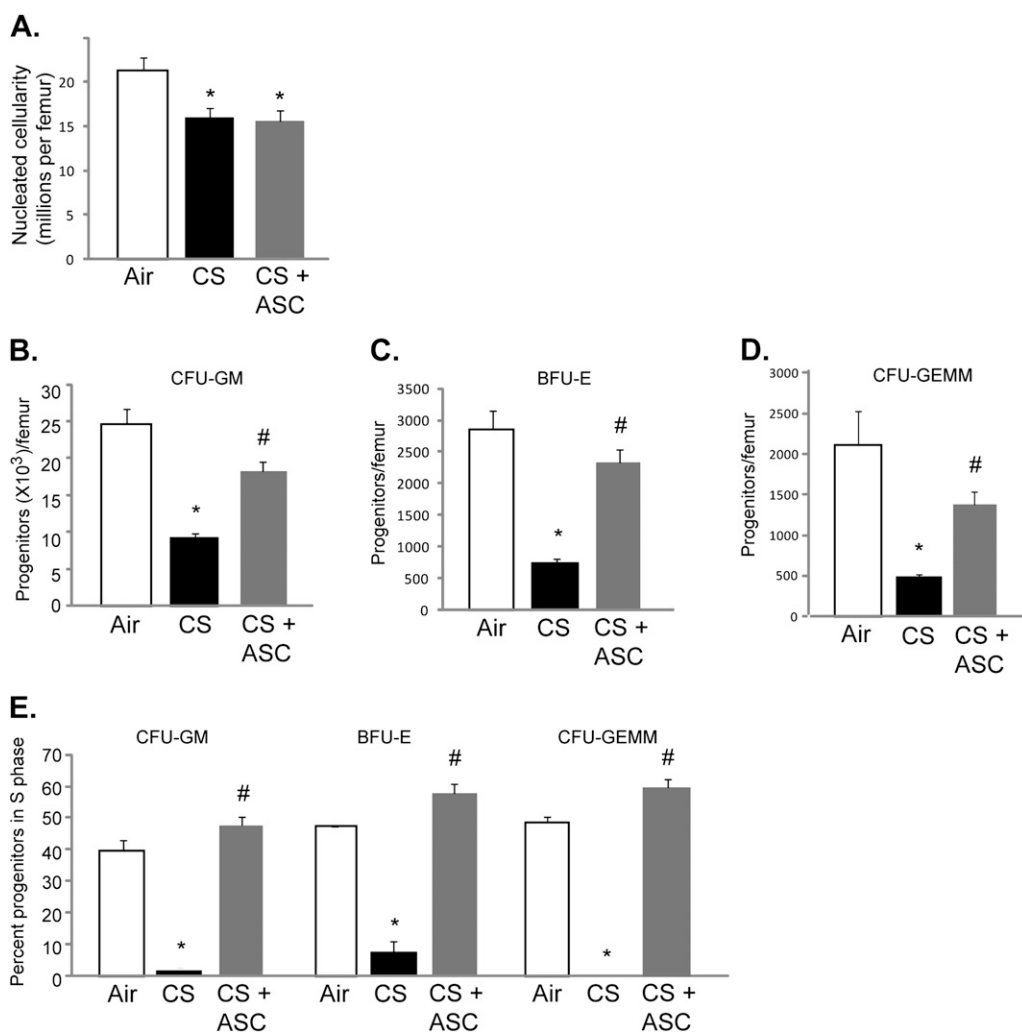 A.
Nucleated cellularity
(millions per femur)
20
15
10
5
0
* *
Air CS CS +
ASC
B.
CFU-GM
Progenitors (X10³)/femur
30
25
20
15
10
5
0
*
#
Air CS CS +
ASC
C.
BFU-E
Progenitors/femur
3500
3000
2500
2000
1500
1000
500
0
*
#
Air CS CS +
ASC
D.
CFU-GEMM
Progenitors/femur
3000
2500
2000
1500
1000
500
0
*
#
Air CS CS +
ASC
E.
CFU-GM BFU-E CFU-GEMM
Percent progenitors in S phase
70
60
50
40
30
20
10
0
* # * # * #
Air CS CS + Air CS CS + Air CS CS +
ASC ASC ASC